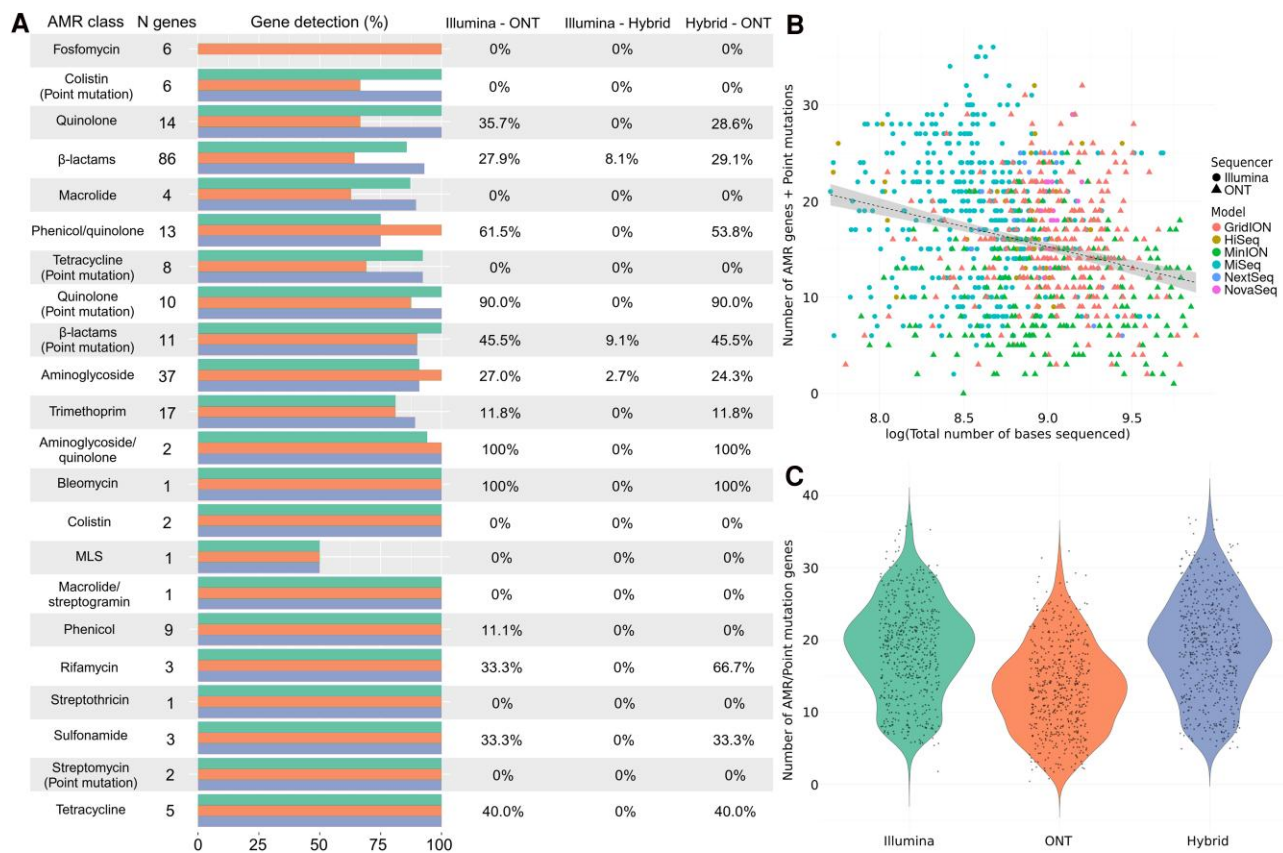 A
AMR class N genes Gene detection (%) Illumina - ONT Illumina - Hybrid Hybrid - ONT
Fosfomycin 6 0% 0% 0%
Colistin
(Point mutation) 6 0% 0% 0%
Quinolone 14 35.7% 0% 28.6%
β-lactams 86 27.9% 8.1% 29.1%
Macrolide 4 0% 0% 0%
Phenicol/quinolone 13 61.5% 0% 53.8%
Tetracycline
(Point mutation) 8 0% 0% 0%
Quinolone
(Point mutation) 10 90.0% 0% 90.0%
β-lactams
(Point mutation) 11 45.5% 9.1% 45.5%
Aminoglycoside 37 27.0% 2.7% 24.3%
Trimethoprim 17 11.8% 0% 11.8%
Aminoglycoside/
quinolone 2 100% 0% 100%
Bleomycin 1 100% 0% 100%
Colistin 2 0% 0% 0%
MLS 1 0% 0% 0%
Macrolide/
streptogramin 1 0% 0% 0%
Phenicol 9 11.1% 0% 0%
Rifamycin 3 33.3% 0% 66.7%
Streptothricin 1 0% 0% 0%
Sulfonamide 3 33.3% 0% 33.3%
Streptomycin
(Point mutation) 2 0% 0% 0%
Tetracycline 5 40.0% 0% 40.0%
0 25 50 75 100
B
Number of AMR genes + Point mutations
30
20
10
0
8.0 8.5 9.0 9.5
log(Total number of bases sequenced)
Sequencer
Illumina
ONT
Model
GridION
HiSeq
MinION
MiSeq
NextSeq
NovaSeq
C
Number of AMR/Point mutation genes
40
30
20
10
0
Illumina ONT Hybrid